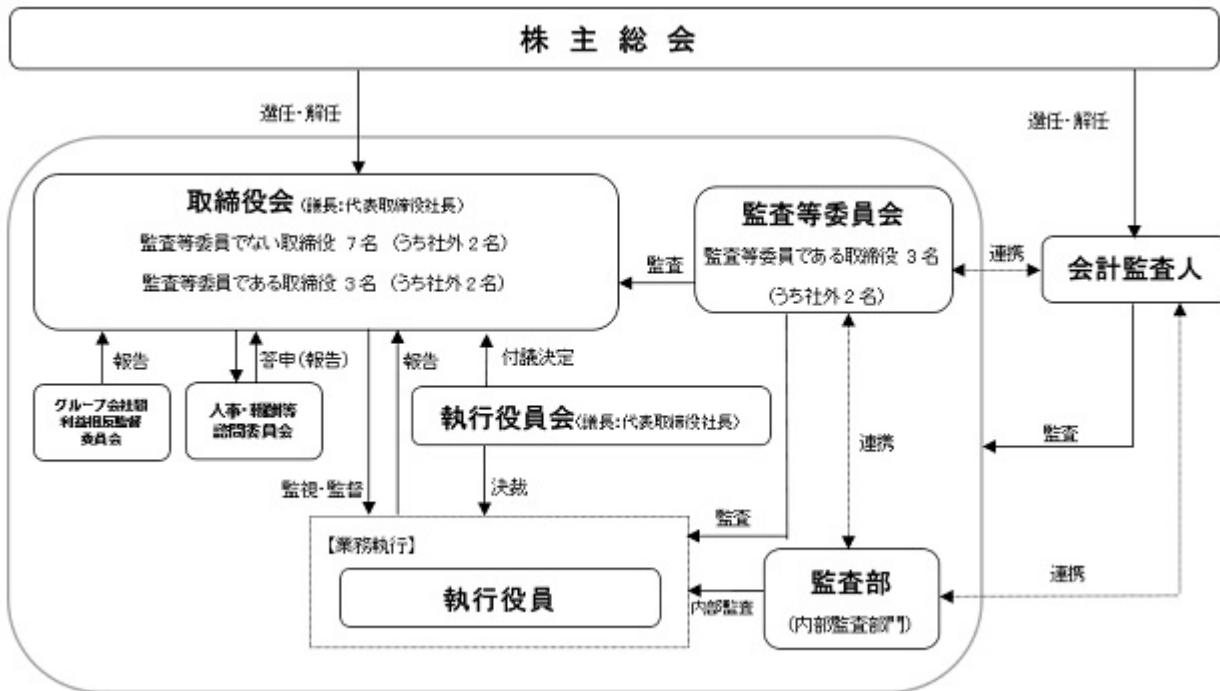 株主総会
選任・解任
選任・解任
取締役会 (議長:代表取締役社長)
監査等委員でない取締役 7名 (うち社外2名)
監査等委員である取締役 3名 (うち社外2名)
監査
監査等委員会
監査等委員である取締役 3名
(うち社外2名)
連携
会計監査人
報告
答申(報告)
報告
付議決定
グループ会社間
利益相反監督
委員会
人事・報酬等
諮問委員会
執行役員会(議長:代表取締役社長)
連携
監査
監視・監督
決裁
監査
【業務執行】
執行役員
内部監査
監査部
(内部監査部門)
連携